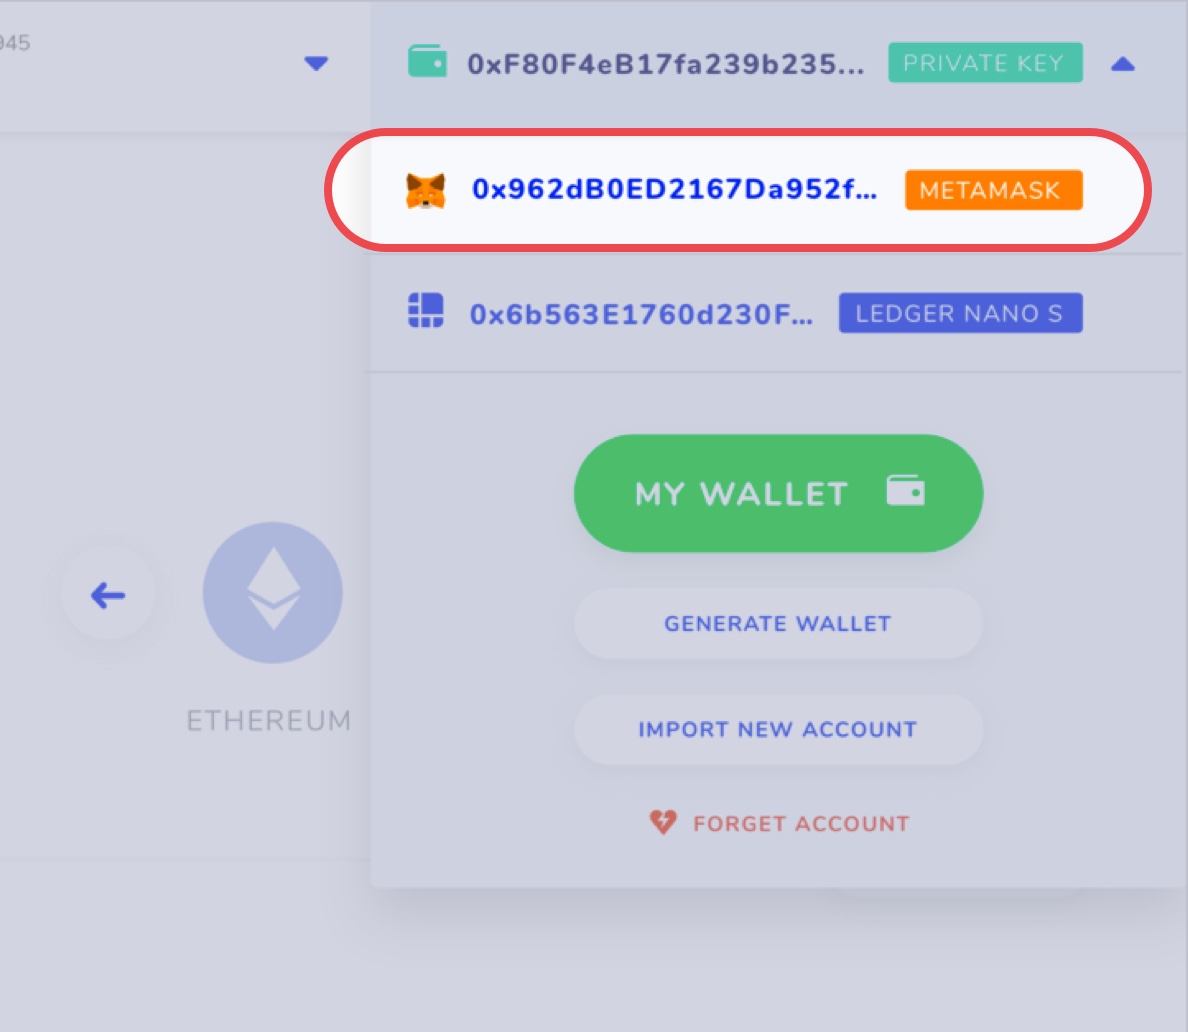 945
0xF80F4eB17fa239b235... PRIVATE KEY
0x962dB0ED2167Da952f... METAMASK
0x6b563E1760d230F... LEDGER NANO S
MY WALLET
GENERATE WALLET
ETHEREUM
IMPORT NEW ACCOUNT
FORGET ACCOUNT